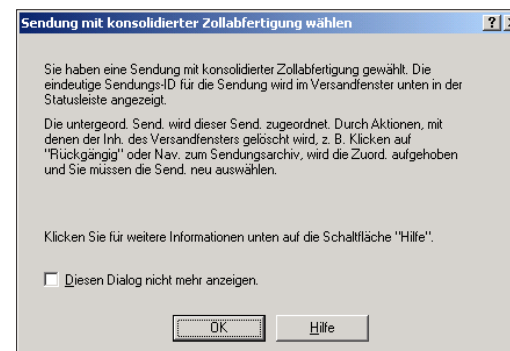 Sendung mit konsolidierter Zollabfertigung wählen
Sie haben eine Sendung mit konsolidierter Zollabfertigung gewählt. Die
eindeutige Sendungs-ID für die Sendung wird im Versandfenster unten in der
Statusleiste angezeigt.
Die untergeord. Send. wird dieser Send. zugeordnet. Durch Aktionen, mit
denen der Inh. des Versandfensters gelöscht wird, z. B. Klicken auf
"Rückgängig" oder Nav. zum Sendungsarchiv, wird die Zuord. aufgehoben
und Sie müssen die Send. neu auswählen.
Klicken Sie für weitere Informationen unten auf die Schaltfläche "Hilfe".
Diesen Dialog nicht mehr anzeigen.
OK Hilfe